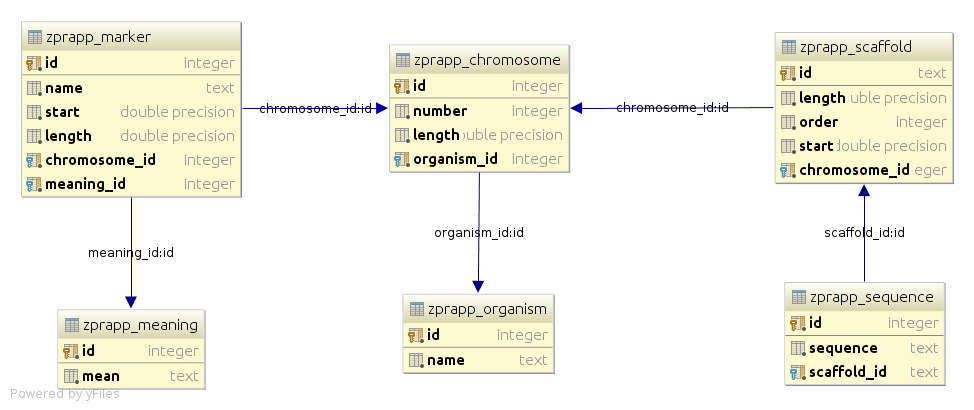 zprapp_marker
id integer
name text
start double precision
length double precision
chromosome_id integer
meaning_id integer
zprapp_chromosome
id integer
number integer
length ouble precision
organism_id integer
zprapp_scaffold
id text
length uble precision
order integer
start double precision
chromosome_id eger
chromosome_id:id
chromosome_id:id
meaning_id:id
organism_id:id
scaffold_id:id
zprapp_meaning
id integer
mean text
zprapp_organism
id integer
name text
zprapp_sequence
id integer
sequence text
scaffold_id text
Powered by yFiles